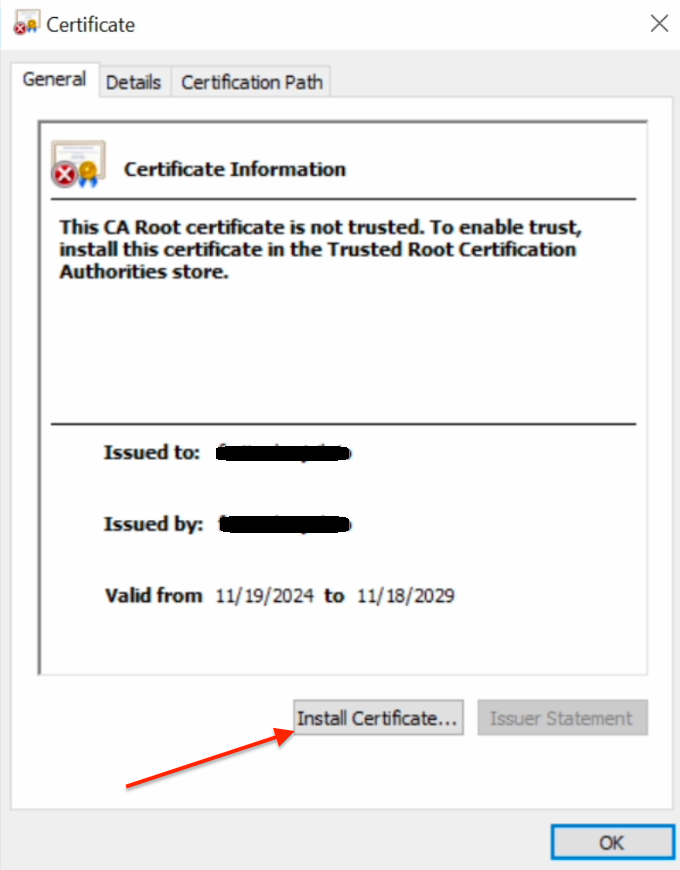 Certificate
General Details Certification Path
Certificate Information
This CA Root certificate is not trusted. To enable trust,
install this certificate in the Trusted Root Certification
Authorities store.
Issued to:
Issued by:
Valid from 11/19/2024 to 11/18/2029
Install Certificate... Issuer Statement
OK